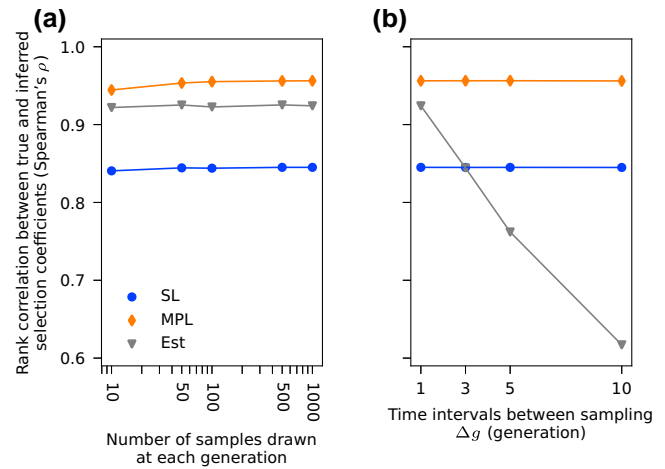 (a)
(b)
Rank correlation between true and inferred
selection coefficients (Spearman's ρ)
1.0
0.9
0.8
0.7
0.6
SL
MPL
Est
10
50
100
500
1000
Number of samples drawn
at each generation
1
3
5
10
Time intervals between sampling
Δg (generation)